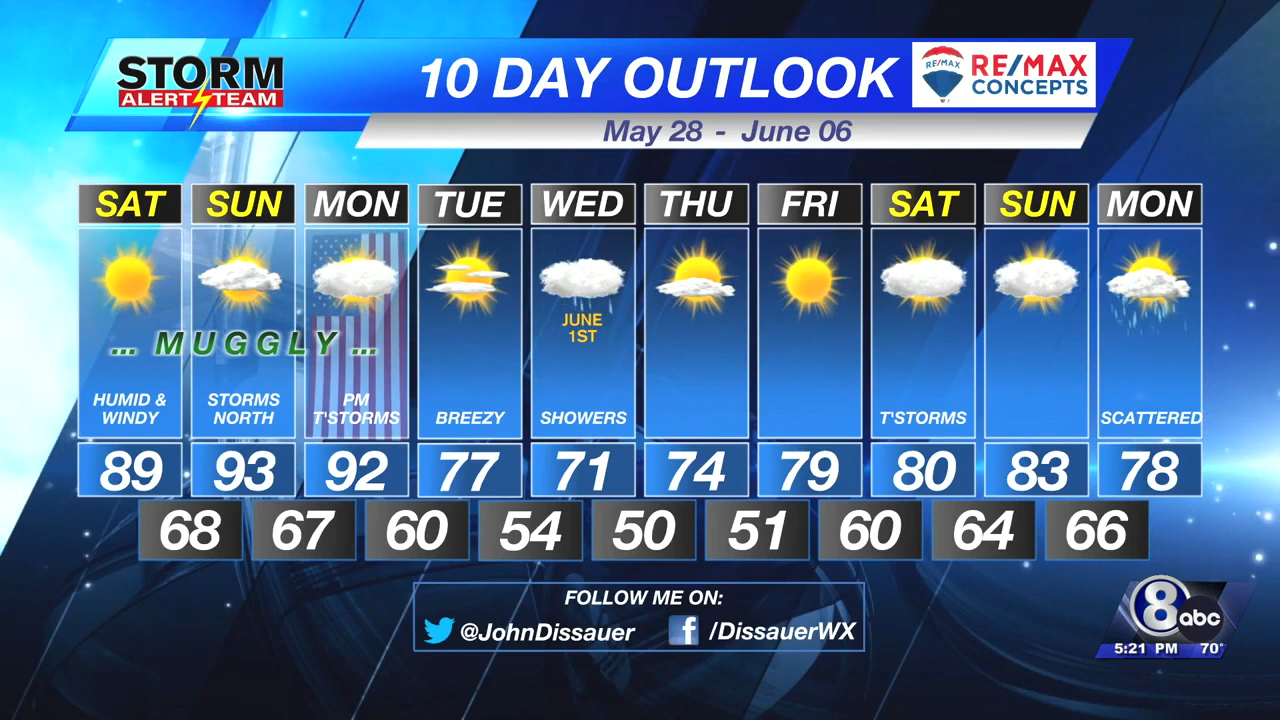 STORM
ALERT TEAM
10 DAY OUTLOOK
RE/MAX
RE/MAX
CONCEPTS
May 28 - June 06
SAT SUN MON TUE WED THU FRI SAT SUN MON
JUNE
1ST
... MUGGLY ...
HUMID &
WINDY
STORMS
NORTH
PM
T'STORMS
BREEZY
SHOWERS
T'STORMS
SCATTERED
89 93 92 77 71 74 79 80 83 78
68 67 60 54 50 51 60 64 66
FOLLOW ME ON:
@JohnDissauer f /DissauerWX
8 abc
5:21 PM 70°